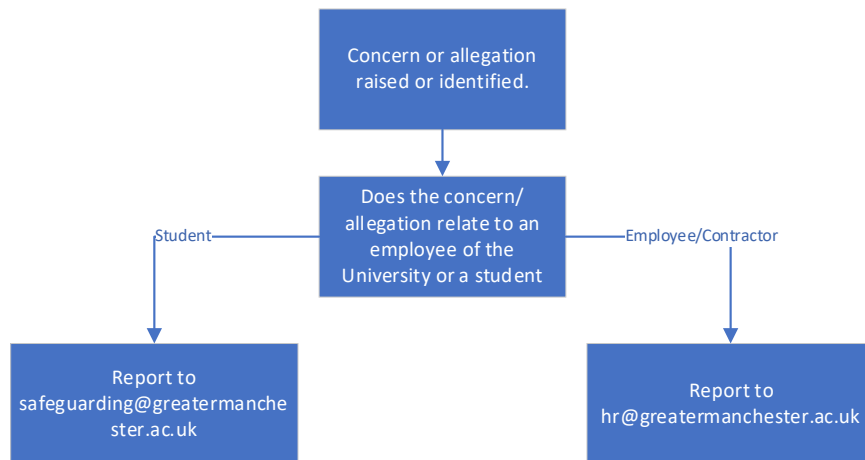 Concern or allegation
raised or identified.
Does the concern/
allegation relate to an
employee of the
University or a student
Student
Employee/Contractor
Report to
safeguarding@greatermanche
ster.ac.uk
Report to
hr@greatermanchester.ac.uk